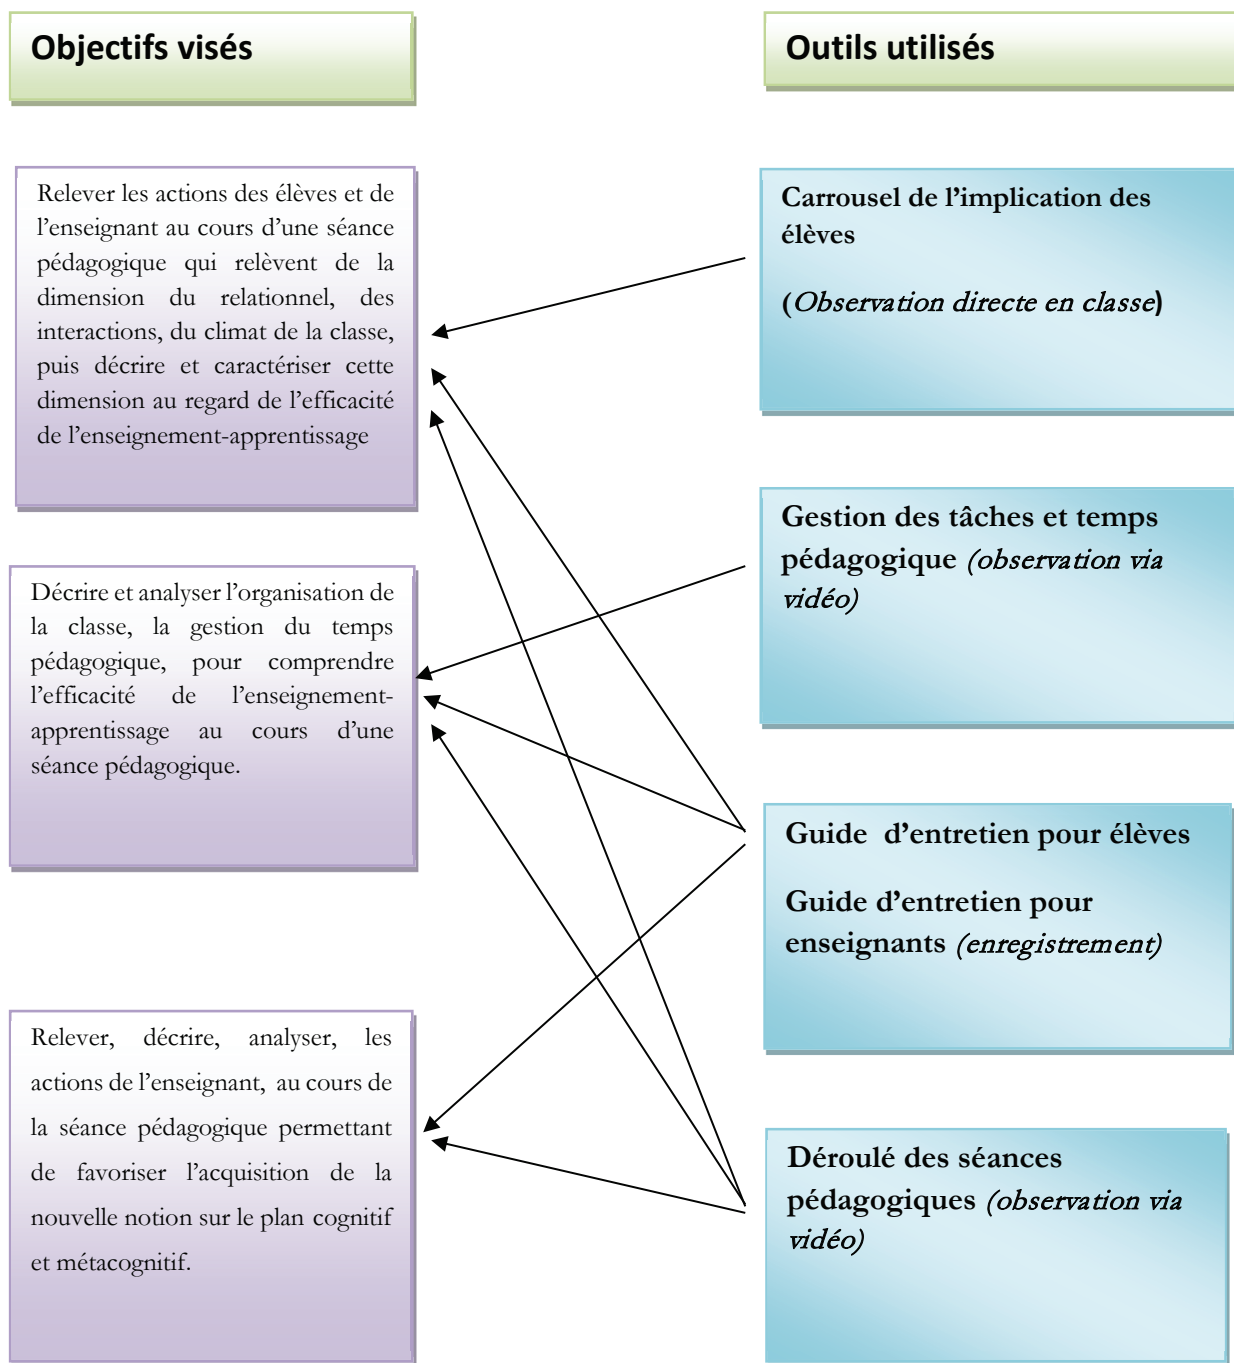 Objectifs visés
Outils utilisés
Relever les actions des élèves et de
l’enseignant au cours d’une séance
pédagogique qui relèvent de la
dimension du relationnel, des
interactions, du climat de la classe,
puis décrire et caractériser cette
dimension au regard de l’efficacité
de l’enseignement-apprentissage
Décrire et analyser l’organisation de
la classe, la gestion du temps
pédagogique, pour comprendre
l’efficacité de l’enseignement-
apprentissage au cours d’une
séance pédagogique.
Relever, décrire, analyser, les
actions de l’enseignant, au cours de
la séance pédagogique permettant
de favoriser l’acquisition de la
nouvelle notion sur le plan cognitif
et métacognitif.
Carrousel de l’implication des
élèves
(Observation directe en classe)
Gestion des tâches et temps
pédagogique (observation via
vidéo)
Guide d’entretien pour élèves
Guide d’entretien pour
enseignants (enregistrement)
Déroulé des séances
pédagogiques (observation via
vidéo)